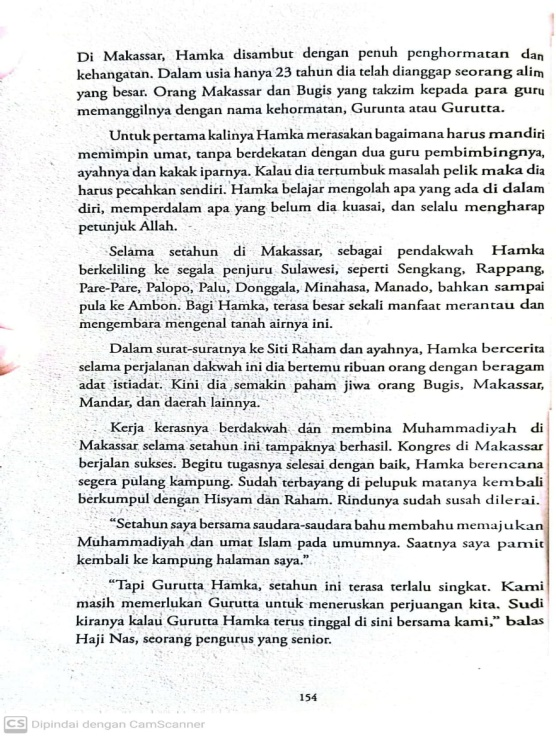 Di Makassar, Hamka disambut dengan penuh penghormatan dan
kehangatan. Dalam usia hanya 23 tahun dia telah dianggap seorang alim
yang besar. Orang Makassar dan Bugis yang takzim kepada para guru
memanggilnya dengan nama kehormatan, Gurunta atau Gurutta.
Untuk pertama kalinya Hamka merasakan bagaimana harus mandiri
memimpin umat, tanpa berdekatan dengan dua guru pembimbingnya,
ayahnya dan kakak iparnya. Kalau dia tertumbuk masalah pelik maka dia
harus pecahkan sendiri. Hamka belajar mengolah apa yang ada di dalam
diri, memperdalam apa yang belum dia kuasai, dan selalu mengharap
petunjuk Allah.
Selama setahun di Makassar, sebagai pendakwah Hamka
berkeliling ke segala penjuru Sulawesi, seperti Sengkang, Rappang,
Pare-Pare, Palopo, Palu, Donggala, Minahasa, Manado, bahkan sampai
pula ke Ambon. Bagi Hamka, terasa besar sekali manfaat merantau dan
mengembara mengenal tanah airnya ini.
Dalam surat-suratnya ke Siti Raham dan ayahnya, Hamka bercerita
selama perjalanan dakwah ini dia bertemu ribuan orang dengan beragam
adat istiadat. Kini dia semakin paham jiwa orang Bugis, Makassar,
Mandar, dan daerah lainnya.
Kerja kerasnya berdakwah dan membina Muhammadiyah di
Makassar selama setahun ini tampaknya berhasil. Kongres di Makassar
berjalan sukses. Begitu tugasnya selesai dengan baik, Hamka berencana
segera pulang kampung. Sudah terbayang di pelupuk matanya kembali
berkumpul dengan Hisyam dan Raham. Rindunya sudah susah dilerai.
“Setahun saya bersama saudara-saudara bahu membahu memajukan
Muhammadiyah dan umat Islam pada umumnya. Saatnya saya pamit
kembali ke kampung halaman saya.”
“Tapi Gurutta Hamka, setahun ini terasa terlalu singkat. Kami
masih memerlukan Gurutta untuk meneruskan perjuangan kita. Sudi
kiranya kalau Gurutta Hamka terus tinggal di sini bersama kami,” balas
Haji Nas, seorang pengurus yang senior.
154
CS Dipindai dengan CamScanner